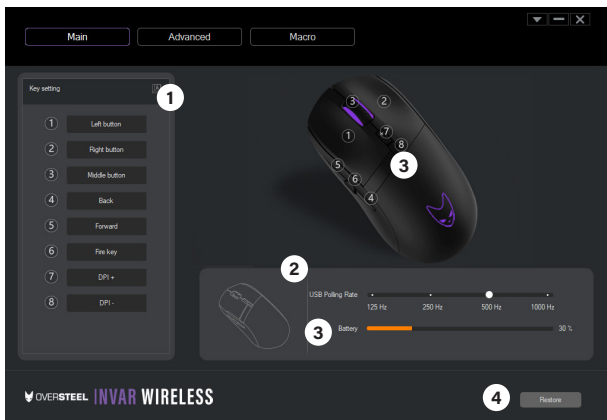 Main Advanced Macro
Key setting
1
1 Left button
2 Right button
3 Middle button
4 Back
5 Forward
6 Fire key
7 DPI +
8 DPI -
3 2
1 7
8
5 3
6
4
2
USB Polling Rate
125 Hz 250 Hz 500 Hz 1000 Hz
3 Battery 30 %
OVERSTEEL INVAR WIRELESS 4 Restore